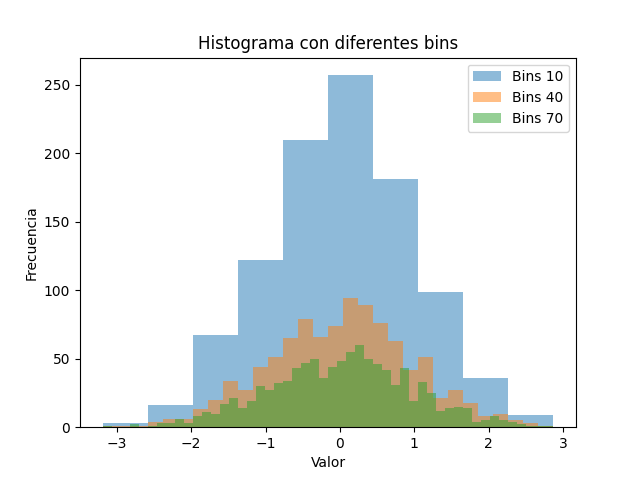 Histograma con diferentes bins
Bins 10
Bins 40
Bins 70
Frecuencia
250
200
150
100
50
0
−3
−2
−1
0
1
2
3
Valor